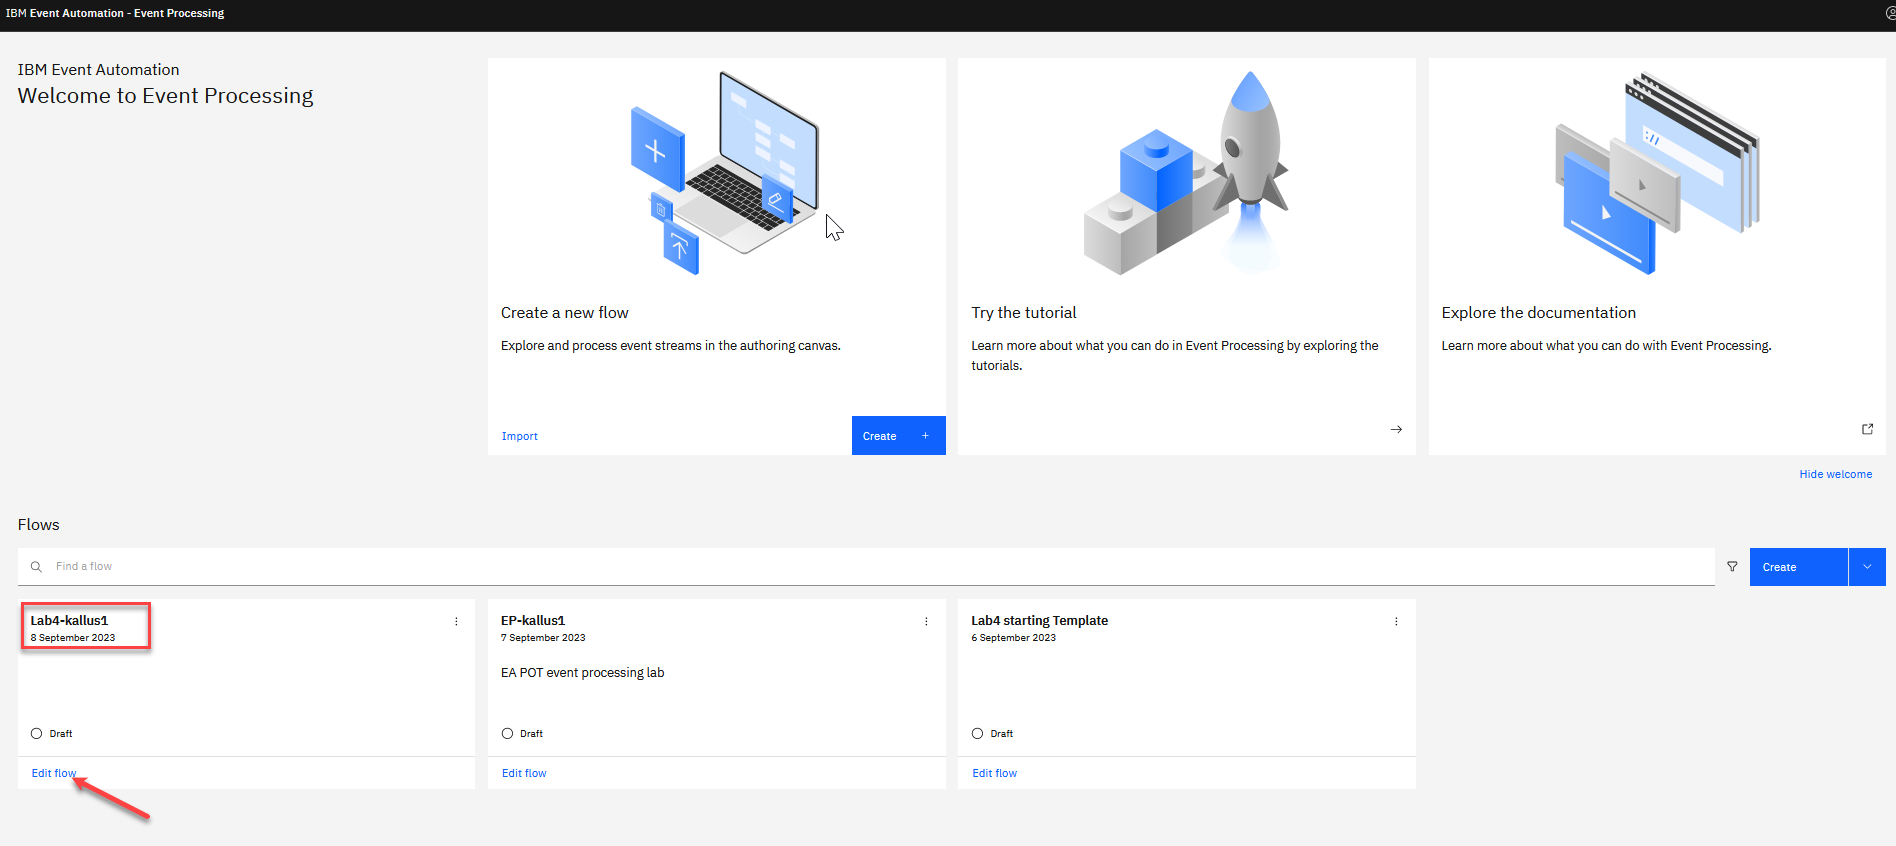 IBM Event Automation - Event Processing
IBM Event Automation
Welcome to Event Processing
://
Create a new flow
Explore and process event streams in the authoring canvas.
Import
Create +
Try the tutorial
Learn more about what you can do in Event Processing by exploring the
tutorials.
Explore the documentation
Learn more about what you can do with Event Processing.
Hide welcome
Flows
Find a flow
Create
Lab4-kallus1
8 September 2023
Draft
Edit flow
EP-kallus1
7 September 2023
EA POT event processing lab
Draft
Edit flow
Lab4 starting Template
6 September 2023
Draft
Edit flow